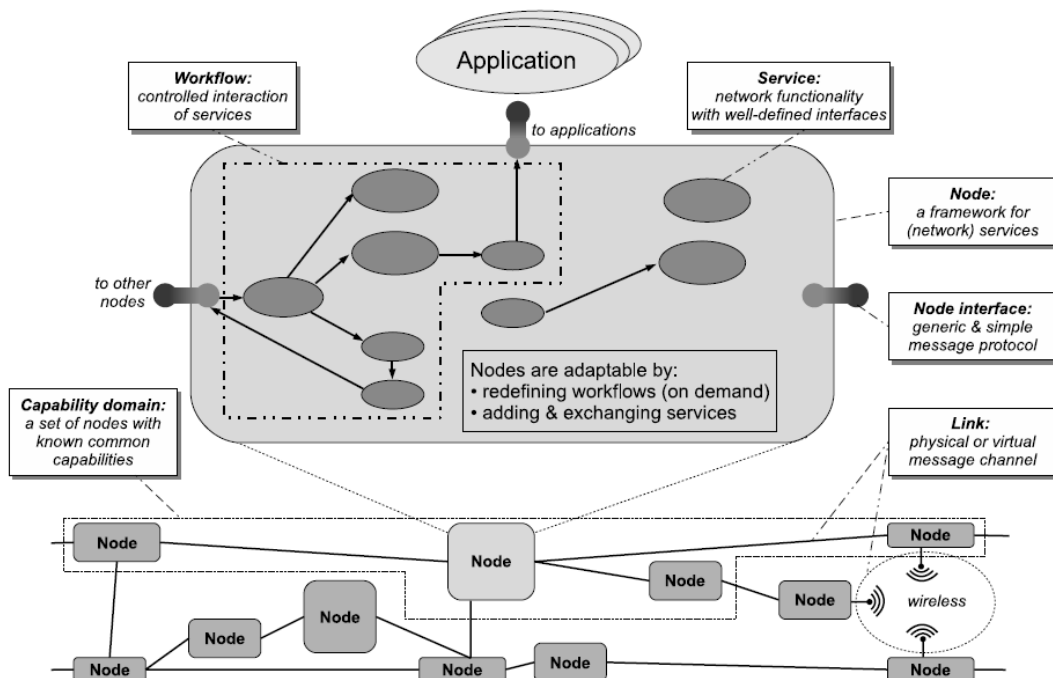 Application
Workflow:
controlled interaction
of services
Service:
network functionality
with well-defined interfaces
to applications
Node:
a framework for
(network) services
to other
nodes
Node interface:
generic & simple
message protocol
Nodes are adaptable by:
• redefining workflows (on demand)
• adding & exchanging services
Capability domain:
a set of nodes with
known common
capabilities
Link:
physical or virtual
message channel
Node
Node
Node
Node
Node
wireless
Node
Node
Node
Node
Node
Node